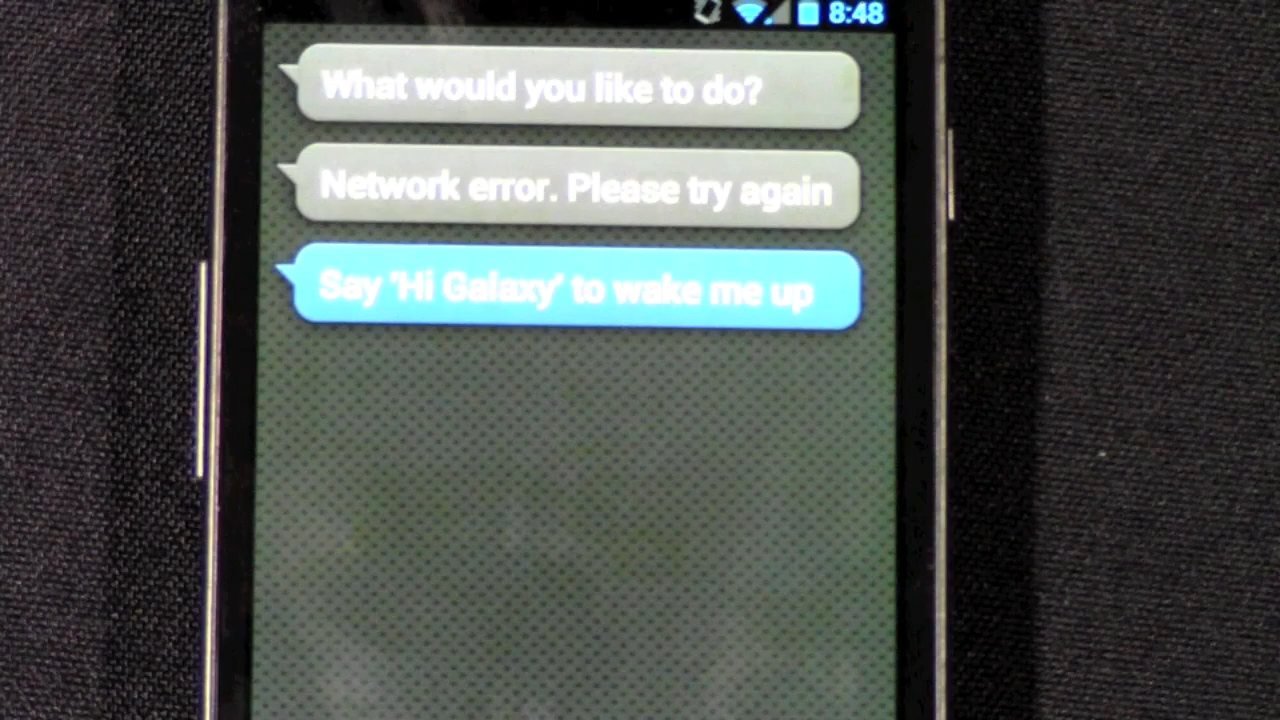 8:48
What would you like to do?
Network error. Please try again
Say 'Hi Galaxy' to wake me up